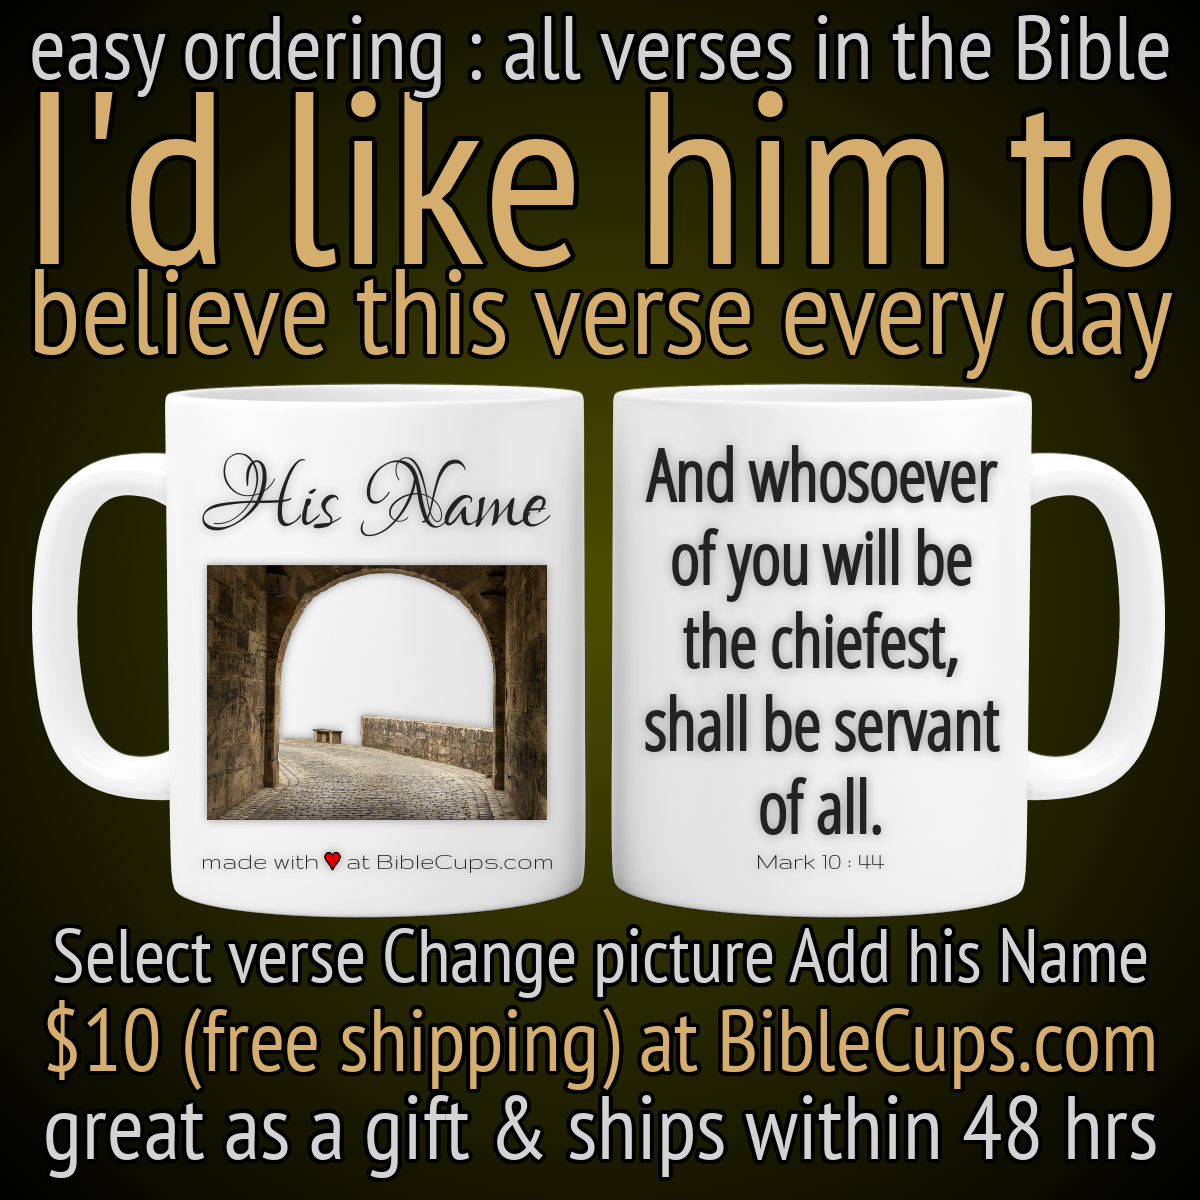 easy ordering : all verses in the Bible
I'd like him to
believe this verse every day
His Name
made with ❤ at BibleCups.com
And whosoever
of you will be
the chiefest,
shall be servant
of all.
Mark 10 : 44
Select verse Change picture Add his Name
$10 (free shipping) at BibleCups.com
great as a gift & ships within 48 hrs